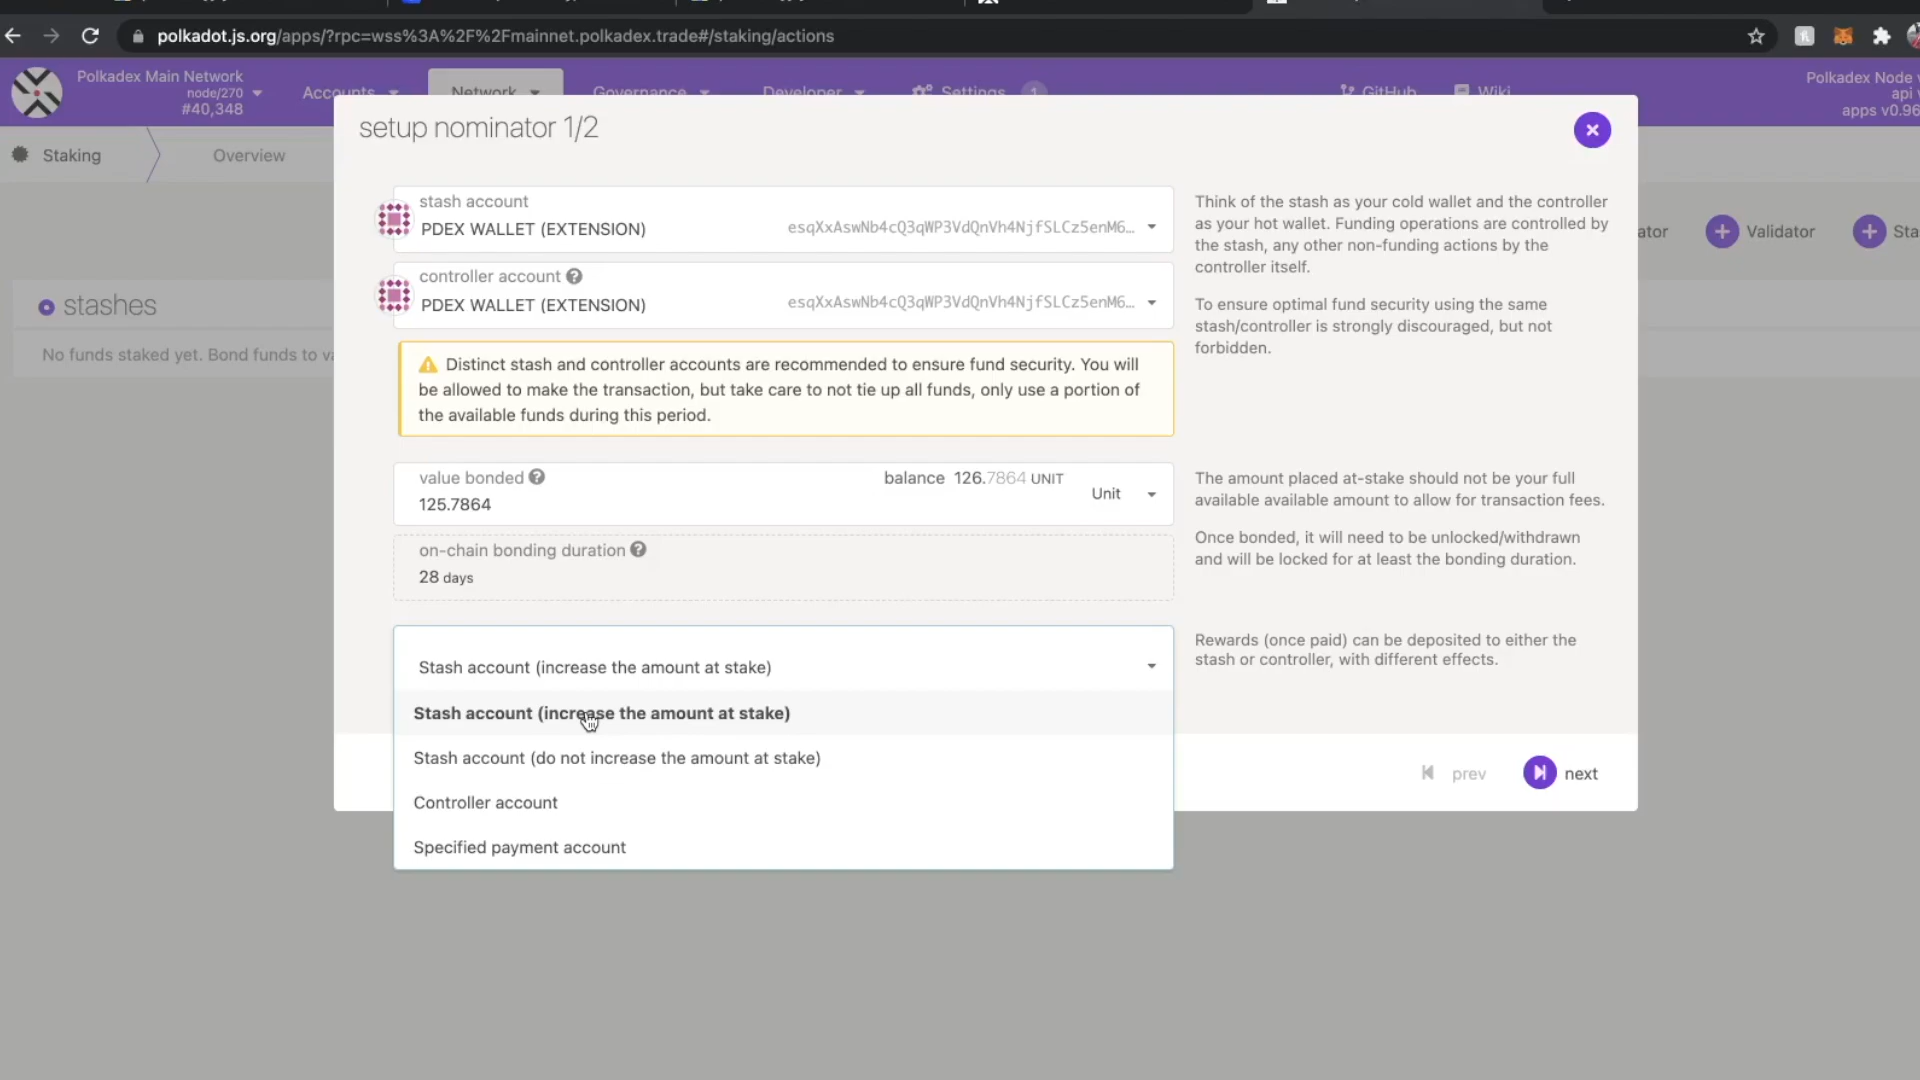 polkadot.js.org/apps/?rpc=wss%3A%2F%2Fmainnet.polkadex.trade#/staking/actions
Polkadex Main Network
node/270
#40,348
Accounts
Network
Governance
Developer
Settings
1
GitHub
Wiki
Polkadex Node
api
apps v0.96
Staking
Overview
setup nominator 1/2
Validator
stashes
No funds staked yet. Bond funds to
stash account
PDEX WALLET (EXTENSION)
esqXxAswNb4cQ3qWP3VdQnVh4NjfSLCz5enM6…
controller account
PDEX WALLET (EXTENSION)
esqXxAswNb4cQ3qWP3VdQnVh4NjfSLCz5enM6…
Think of the stash as your cold wallet and the controller
as your hot wallet. Funding operations are controlled by
the stash, any other non-funding actions by the
controller itself.
To ensure optimal fund security using the same
stash/controller is strongly discouraged, but not
forbidden.
Distinct stash and controller accounts are recommended to ensure fund security. You will
be allowed to make the transaction, but take care to not tie up all funds, only use a portion of
the available funds during this period.
value bonded
125.7864
balance 126.7864 UNIT
Unit
The amount placed at-stake should not be your full
available available amount to allow for transaction fees.
Once bonded, it will need to be unlocked/withdrawn
and will be locked for at least the bonding duration.
on-chain bonding duration
28 days
Stash account (increase the amount at stake)
Stash account (increase the amount at stake)
Stash account (do not increase the amount at stake)
Controller account
Specified payment account
Rewards (once paid) can be deposited to either the
stash or controller, with different effects.
prev
next